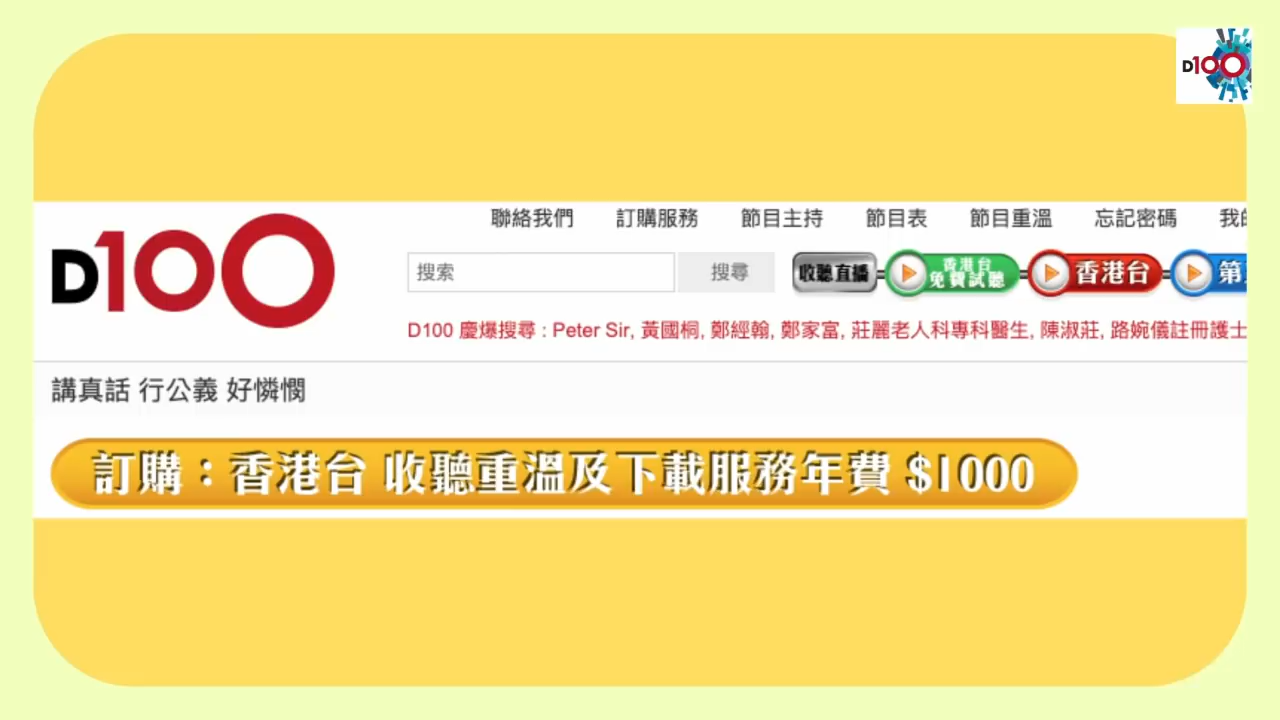 D100
聯絡我們 訂購服務 節目主持 節目表 節目重溫 忘記密碼 我的
D100
搜索 搜尋 收聽直播 香港台 免費試聽 香港台 第
D100 慶爆搜尋 : Peter Sir, 黃國桐, 鄭經翰, 鄭家富, 莊麗老人科專科醫生, 陳淑莊, 路婉儀註冊護士
講真話 行公義 好憐憫
訂購：香港台 收聽重溫及下載服務年費 $1000